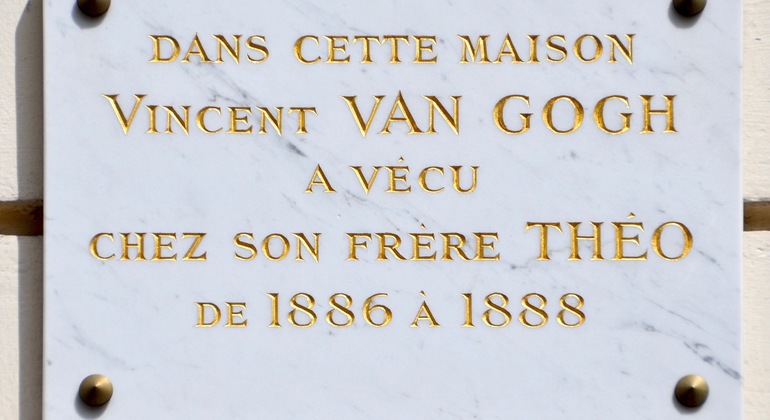 DANS CETTE MAISON
VINCENT VAN GOGH
A VÉCU
CHEZ SON FRÈRE THÉO
DE 1886 À 1888